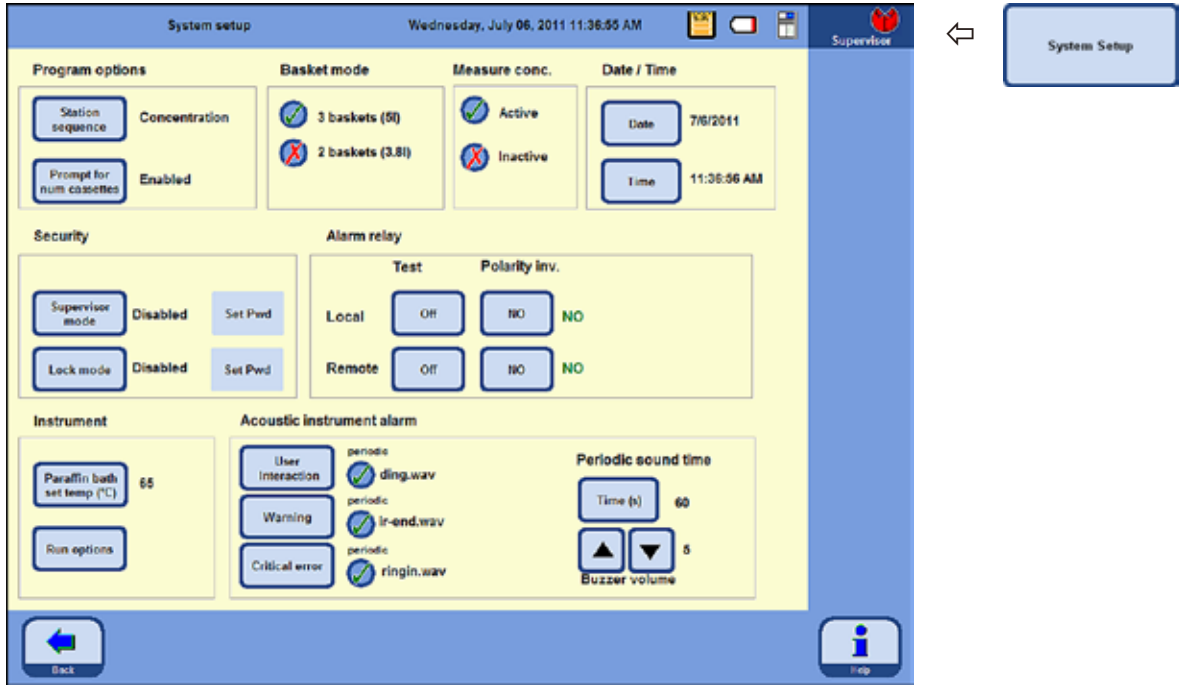 System setup
Wednesday, July 06, 2011 11:36:55 AM
Supervisor
System Setup
Program options
Basket mode
Measure conc.
Date / Time
Station
sequence
Concentration
3 baskets (5l)
Active
Date
7/6/2011
2 baskets (3.8l)
Inactive
Prompt for
num cassettes
Enabled
Time
11:36:56 AM
Security
Alarm relay
Test
Polarity inv.
Supervisor
mode
Disabled
Set Pwd
Local
Off
NO
NO
Lock mode
Disabled
Set Pwd
Remote
Off
NO
NO
Instrument
Acoustic instrument alarm
Paraffin bath
set temp (°C)
65
Run options
User
Interaction
periodic
ding.wav
Warning
periodic
lr-end.wav
Critical error
periodic
ringin.wav
Periodic sound time
Time (s)
60
5
Buzzer volume
Back
Help